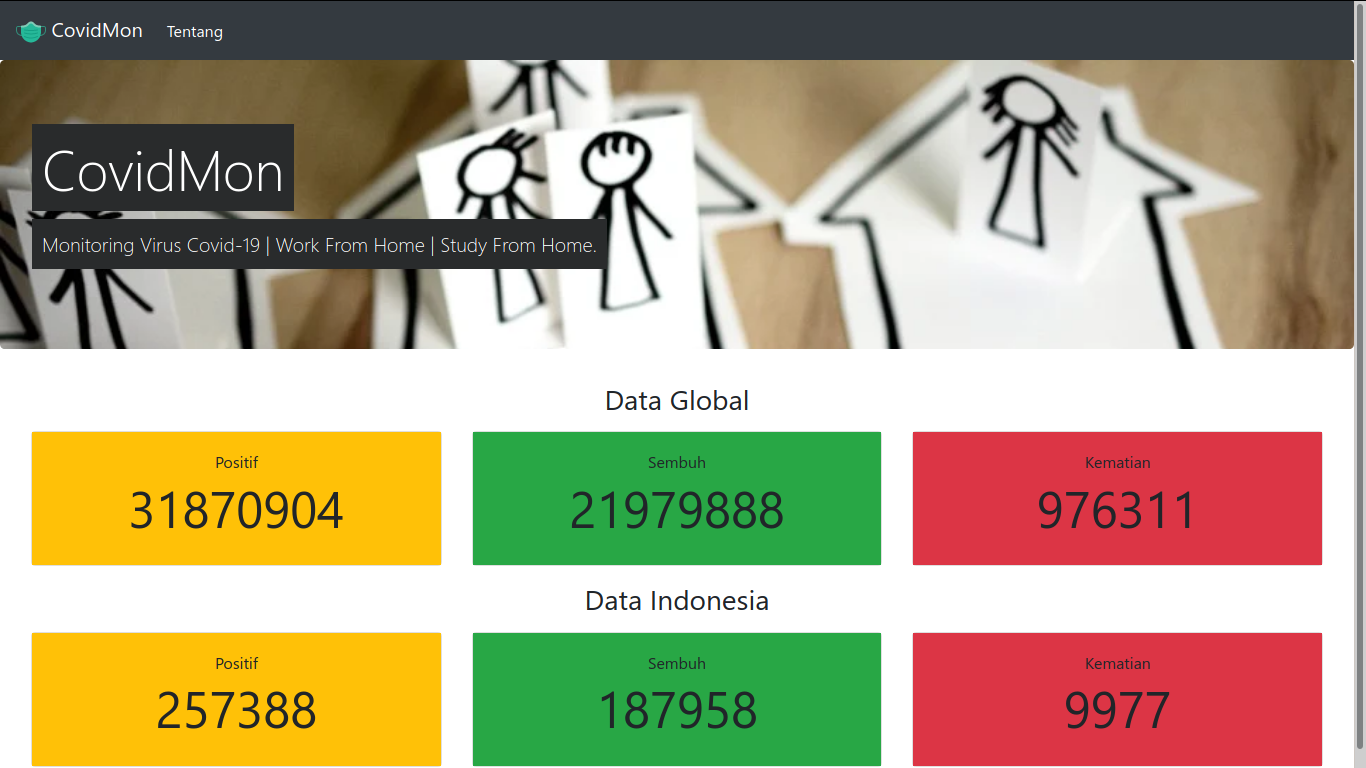 CovidMon Tentang
CovidMon
Monitoring Virus Covid-19 | Work From Home | Study From Home.
Data Global
Positif Sembuh Kematian
31870904 21979888 976311
Data Indonesia
Positif Sembuh Kematian
257388 187958 9977